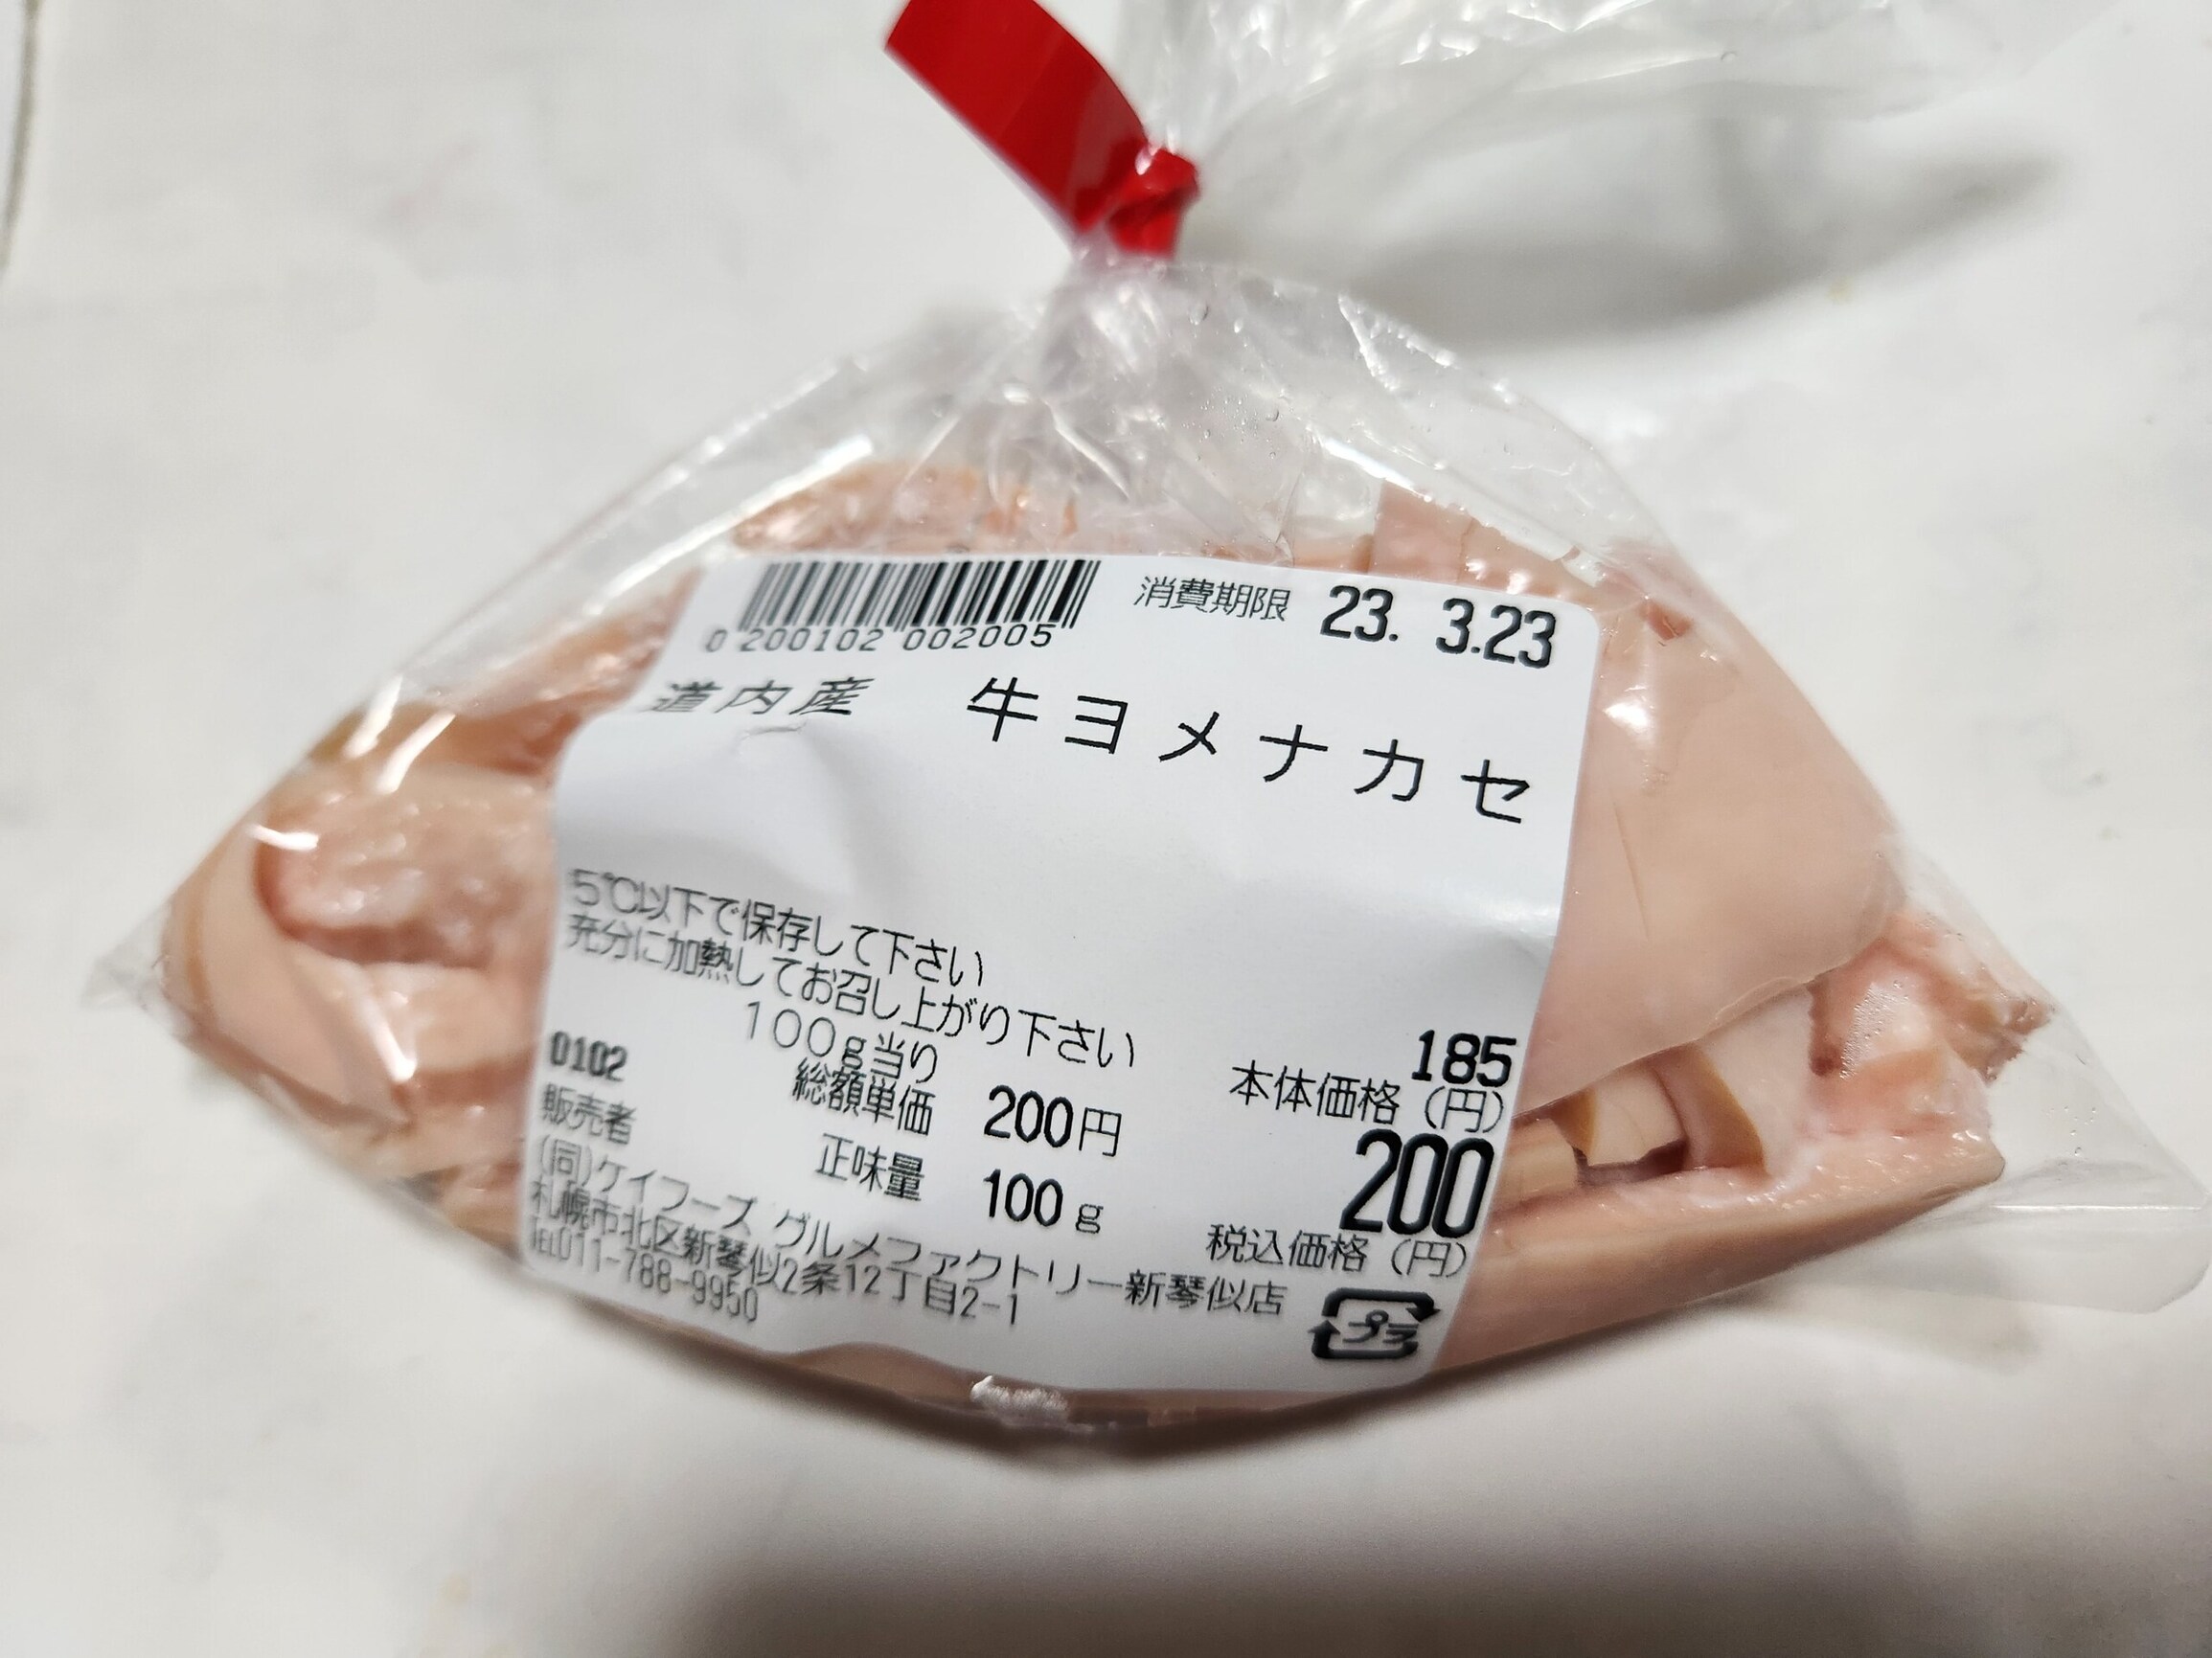 0 200102 002005
消費期限 23. 3.23
道内産 牛ヨメナカセ
5℃以下で保存して下さい
充分に加熱してお召し上がり下さい
100g当り
総額単価 200円
正味量 100g
185
本体価格(円)
200
税込価格(円)
0102
販売者
(同)ケイフーズ グルメファクトリー新琴似店
札幌市北区新琴似2条12丁目2-1
TEL011-788-9950
プラ